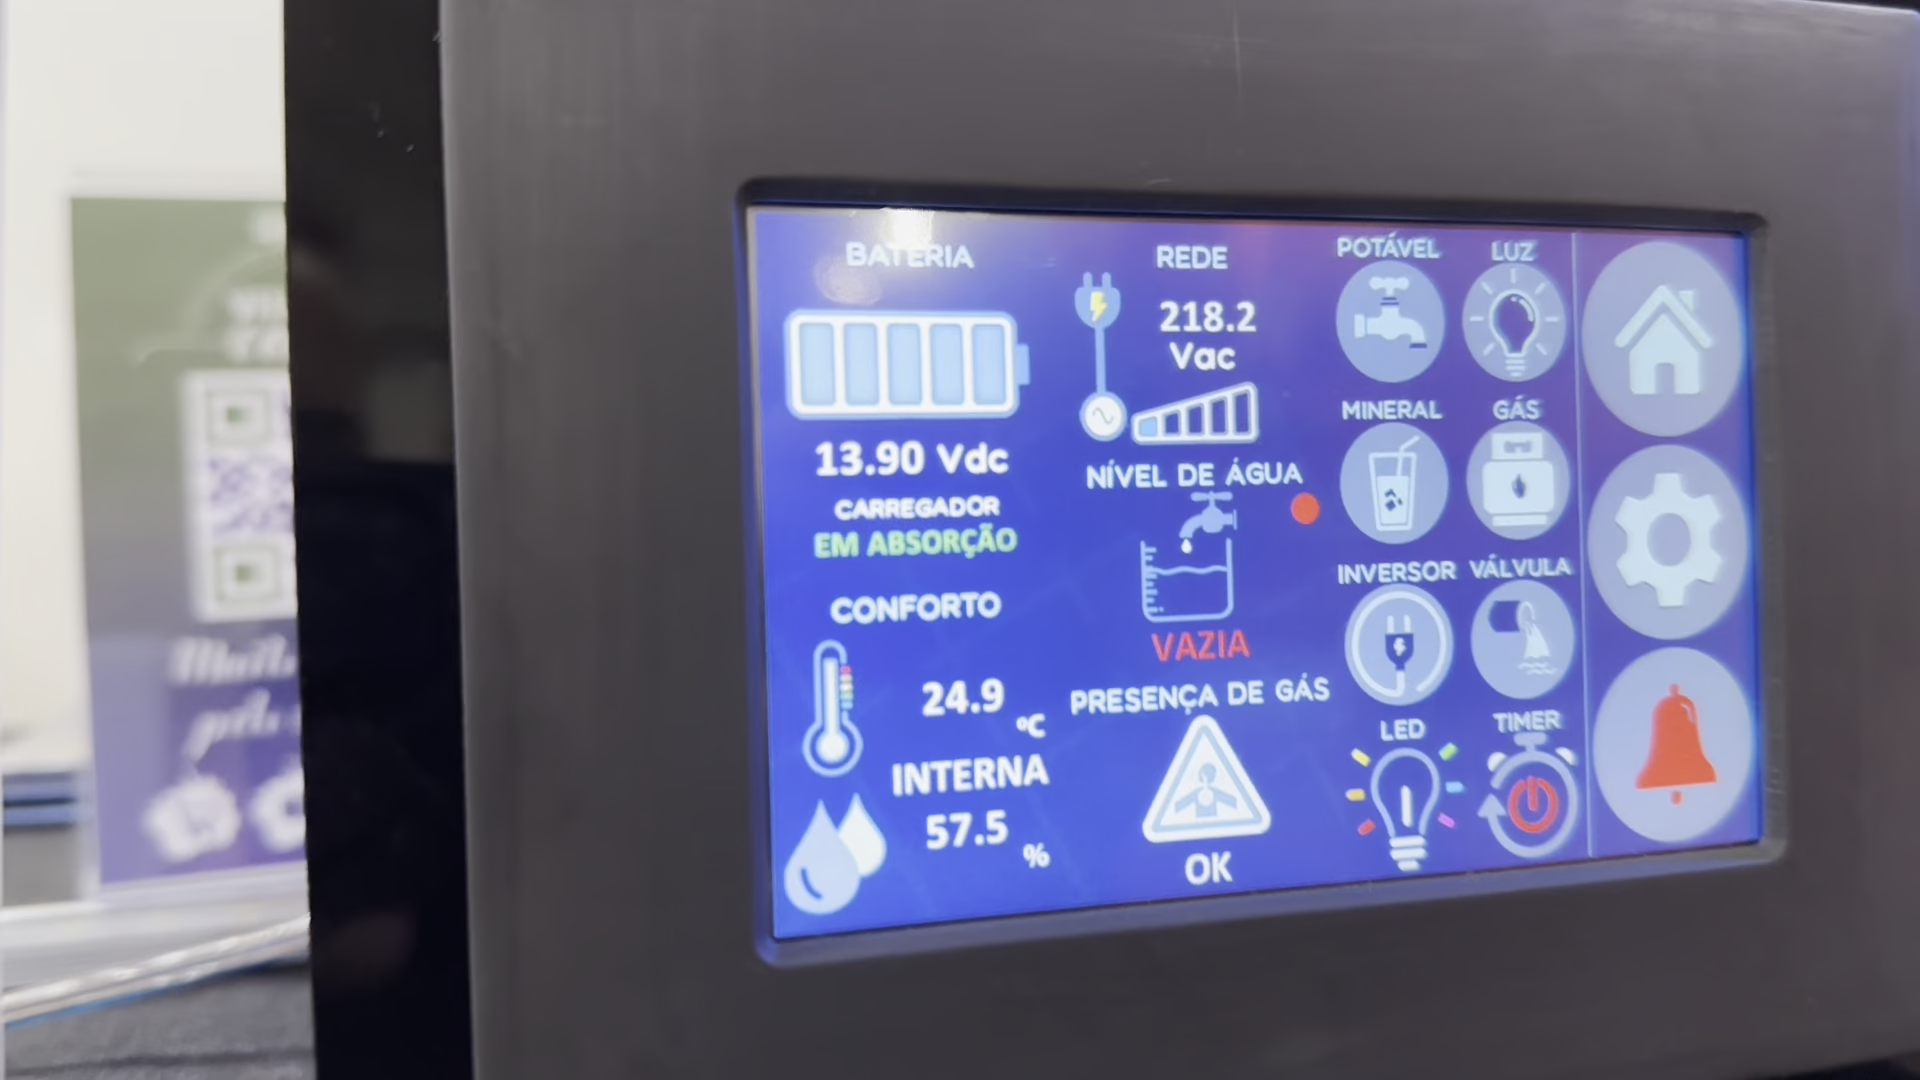 BATERIA
13.90 Vdc
CARREGADOR
EM ABSORÇÃO
CONFORTO
24.9
ºC
INTERNA
57.5
%
REDE
218.2
Vac
NÍVEL DE ÁGUA
VAZIA
PRESENÇA DE GÁS
OK
POTÁVEL
LUZ
MINERAL
GÁS
INVERSOR
VÁLVULA
LED
TIMER